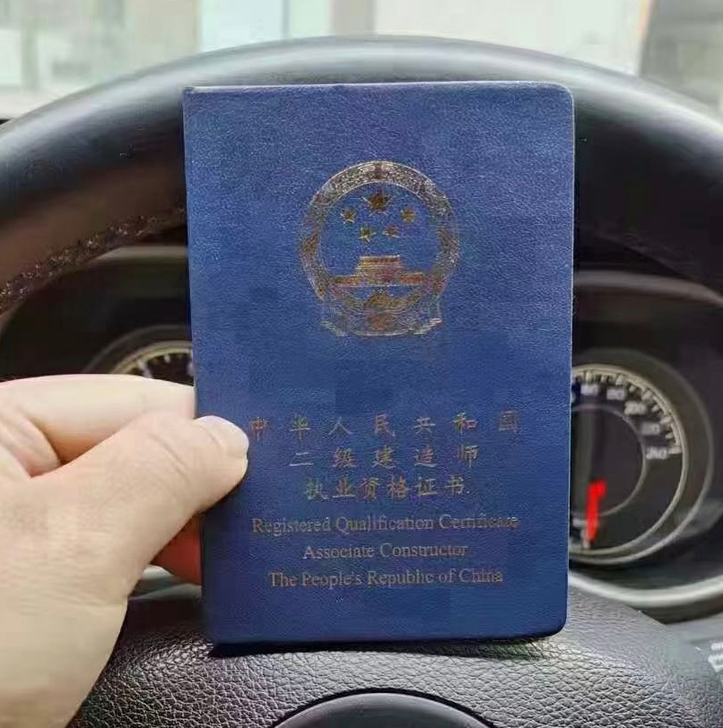 中华人民共和国
二级建造师
执业资格证书
Registered Qualification Certificate
Associate Constructor
The People's Republic of China